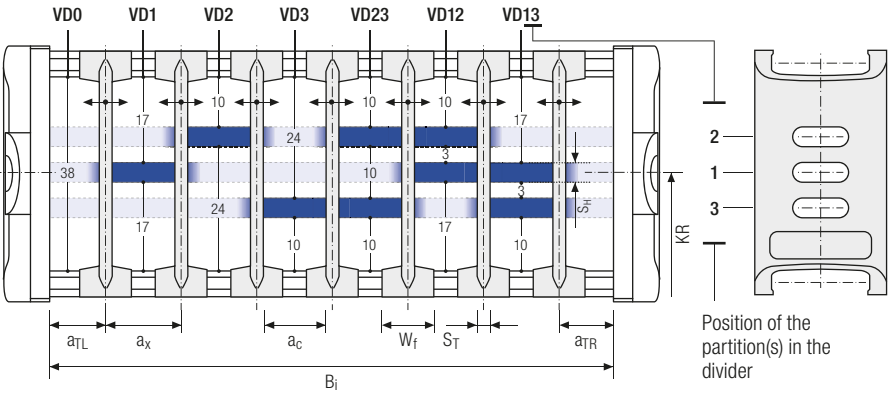 VD0 VD1 VD2 VD3 VD23 VD12 VD13
10 10 10
17 24 17
2
3
38 10
1
3
S_H
24 17
3
17 10 10 10
KR
a_TL a_x a_c W_f S_T a_TR
B_i
Position of the
partition(s) in the
divider